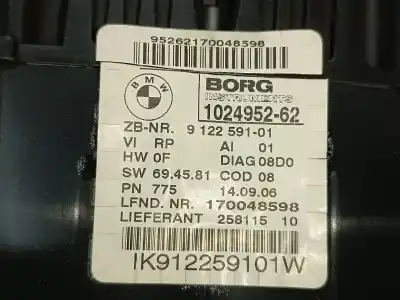 95262170048598
BMW
BORG
INSTRUMENTS
1024952-62
ZB-NR. 9 122 591-01
VI RP AI 01
HW 0F DIAG 08D0
SW 69.45.81 COD 08
PN 775 14.09.06
LFND. NR. 170048598
LIEFERANT 258115 10
IK912259101W